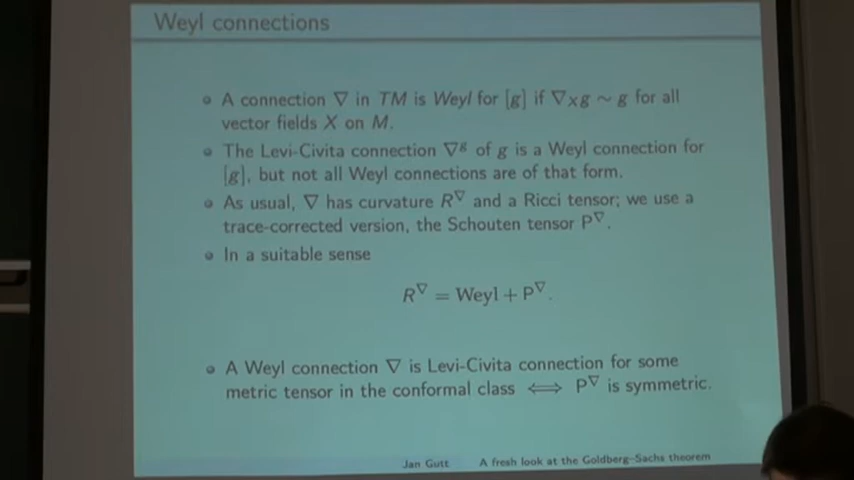 Weyl connections
• A connection ∇ in TM is Weyl for [g] if ∇Xg ∼ g for all
vector fields X on M.
• The Levi-Civita connection ∇g of g is a Weyl connection for
[g], but not all Weyl connections are of that form.
• As usual, ∇ has curvature R∇ and a Ricci tensor; we use a
trace-corrected version, the Schouten tensor P∇.
• In a suitable sense
R∇ = Weyl + P∇.
• A Weyl connection ∇ is Levi-Civita connection for some
metric tensor in the conformal class ⟺ P∇ is symmetric.
Jan Gutt A fresh look at the Goldberg–Sachs theorem